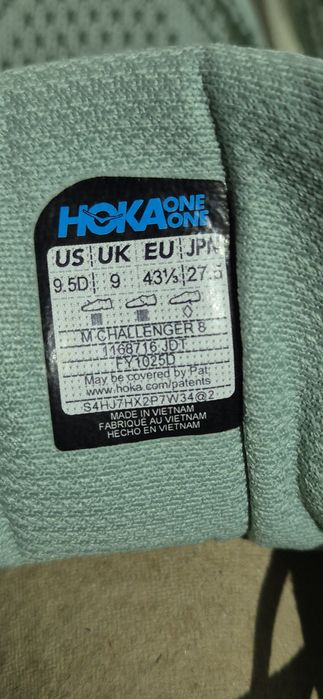 HOKA ONE ONE
US UK EU JPN
9.5D 9 43⅓ 27.5
M CHALLENGER 8
1168716 JDT
EY1025D
May be covered by Pat:
www.hoka.com/patents
S4HJ7HX2P7W34@2
MADE IN VIETNAM
FABRIQUÉ AU VIETNAM
HECHO EN VIETNAM